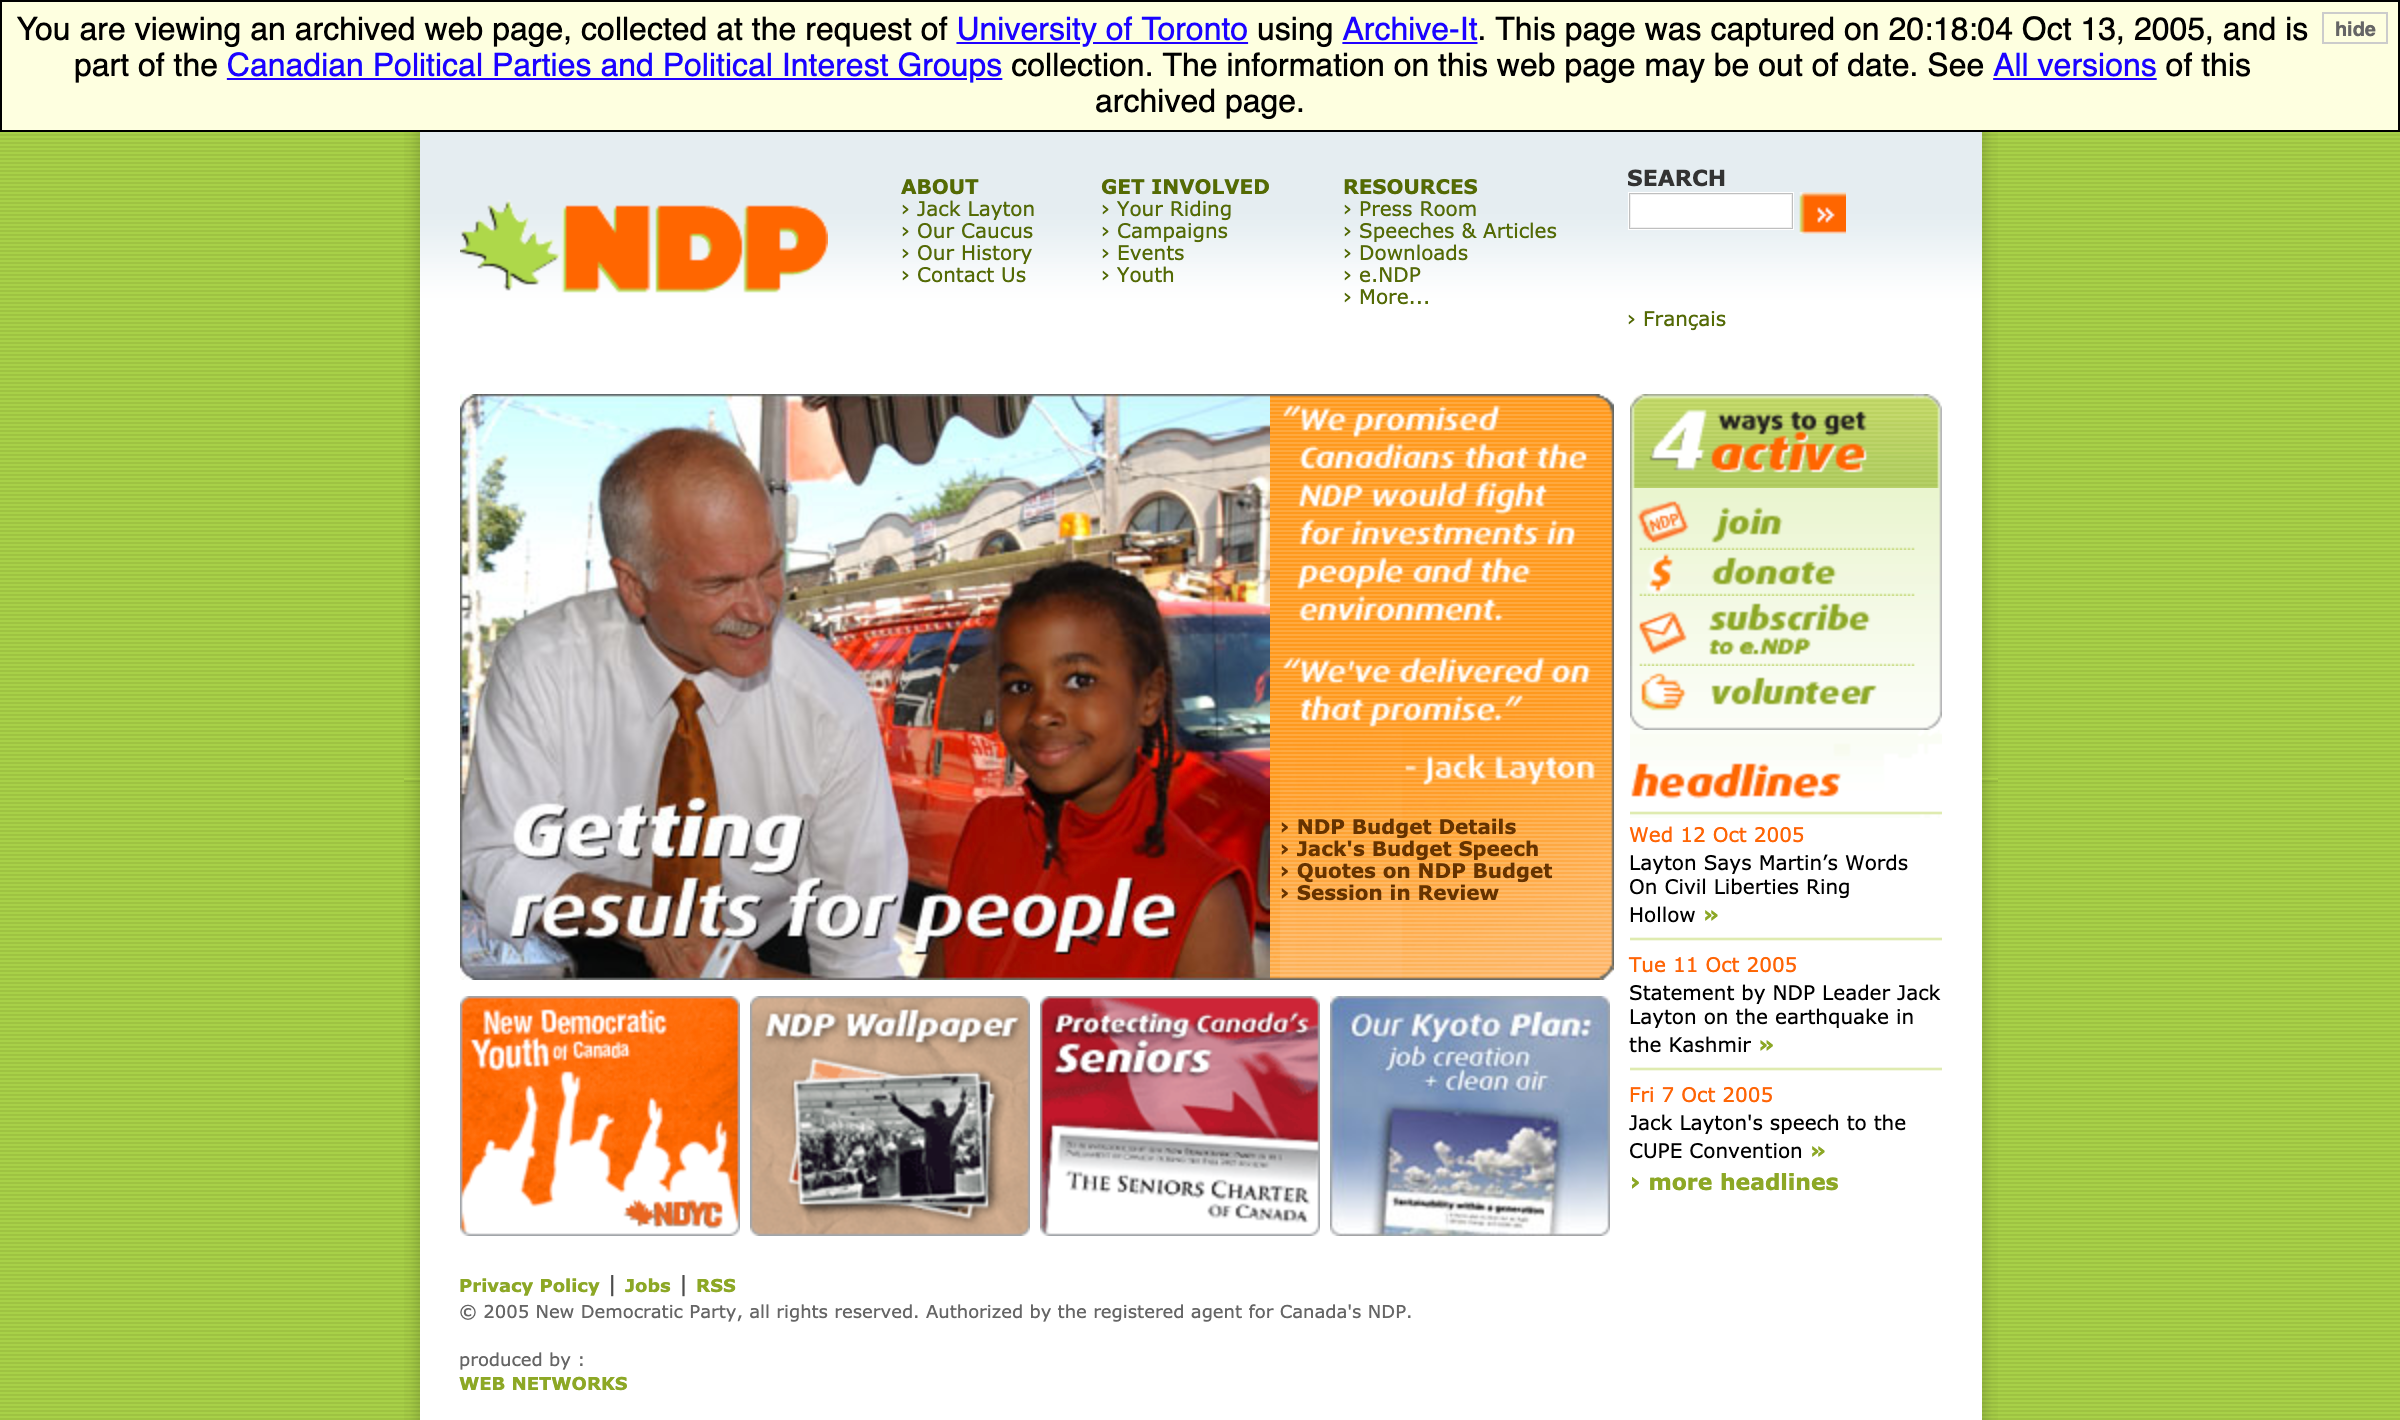 You are viewing an archived web page, collected at the request of University of Toronto using Archive-It. This page was captured on 20:18:04 Oct 13, 2005, and is
part of the Canadian Political Parties and Political Interest Groups collection. The information on this web page may be out of date. See All versions of this
archived page.
hide
NDP
ABOUT
› Jack Layton
› Our Caucus
› Our History
› Contact Us
GET INVOLVED
› Your Riding
› Campaigns
› Events
› Youth
RESOURCES
› Press Room
› Speeches & Articles
› Downloads
› e.NDP
› More...
SEARCH
»
› Français
Getting
results for people
“We promised
Canadians that the
NDP would fight
for investments in
people and the
environment.
“We've delivered on
that promise.”
- Jack Layton
› NDP Budget Details
› Jack's Budget Speech
› Quotes on NDP Budget
› Session in Review
4 ways to get
active
NDP join
$ donate
subscribe
to e.NDP
volunteer
headlines
Wed 12 Oct 2005
Layton Says Martin’s Words
On Civil Liberties Ring
Hollow »
Tue 11 Oct 2005
Statement by NDP Leader Jack
Layton on the earthquake in
the Kashmir »
Fri 7 Oct 2005
Jack Layton's speech to the
CUPE Convention »
› more headlines
New Democratic
Youth of Canada
NDYC
NDP Wallpaper
Protecting Canada's
Seniors
THE SENIORS CHARTER
OF CANADA
Our Kyoto Plan:
job creation
+ clean air
Sustainability within a generation
Privacy Policy | Jobs | RSS
© 2005 New Democratic Party, all rights reserved. Authorized by the registered agent for Canada's NDP.
produced by :
WEB NETWORKS